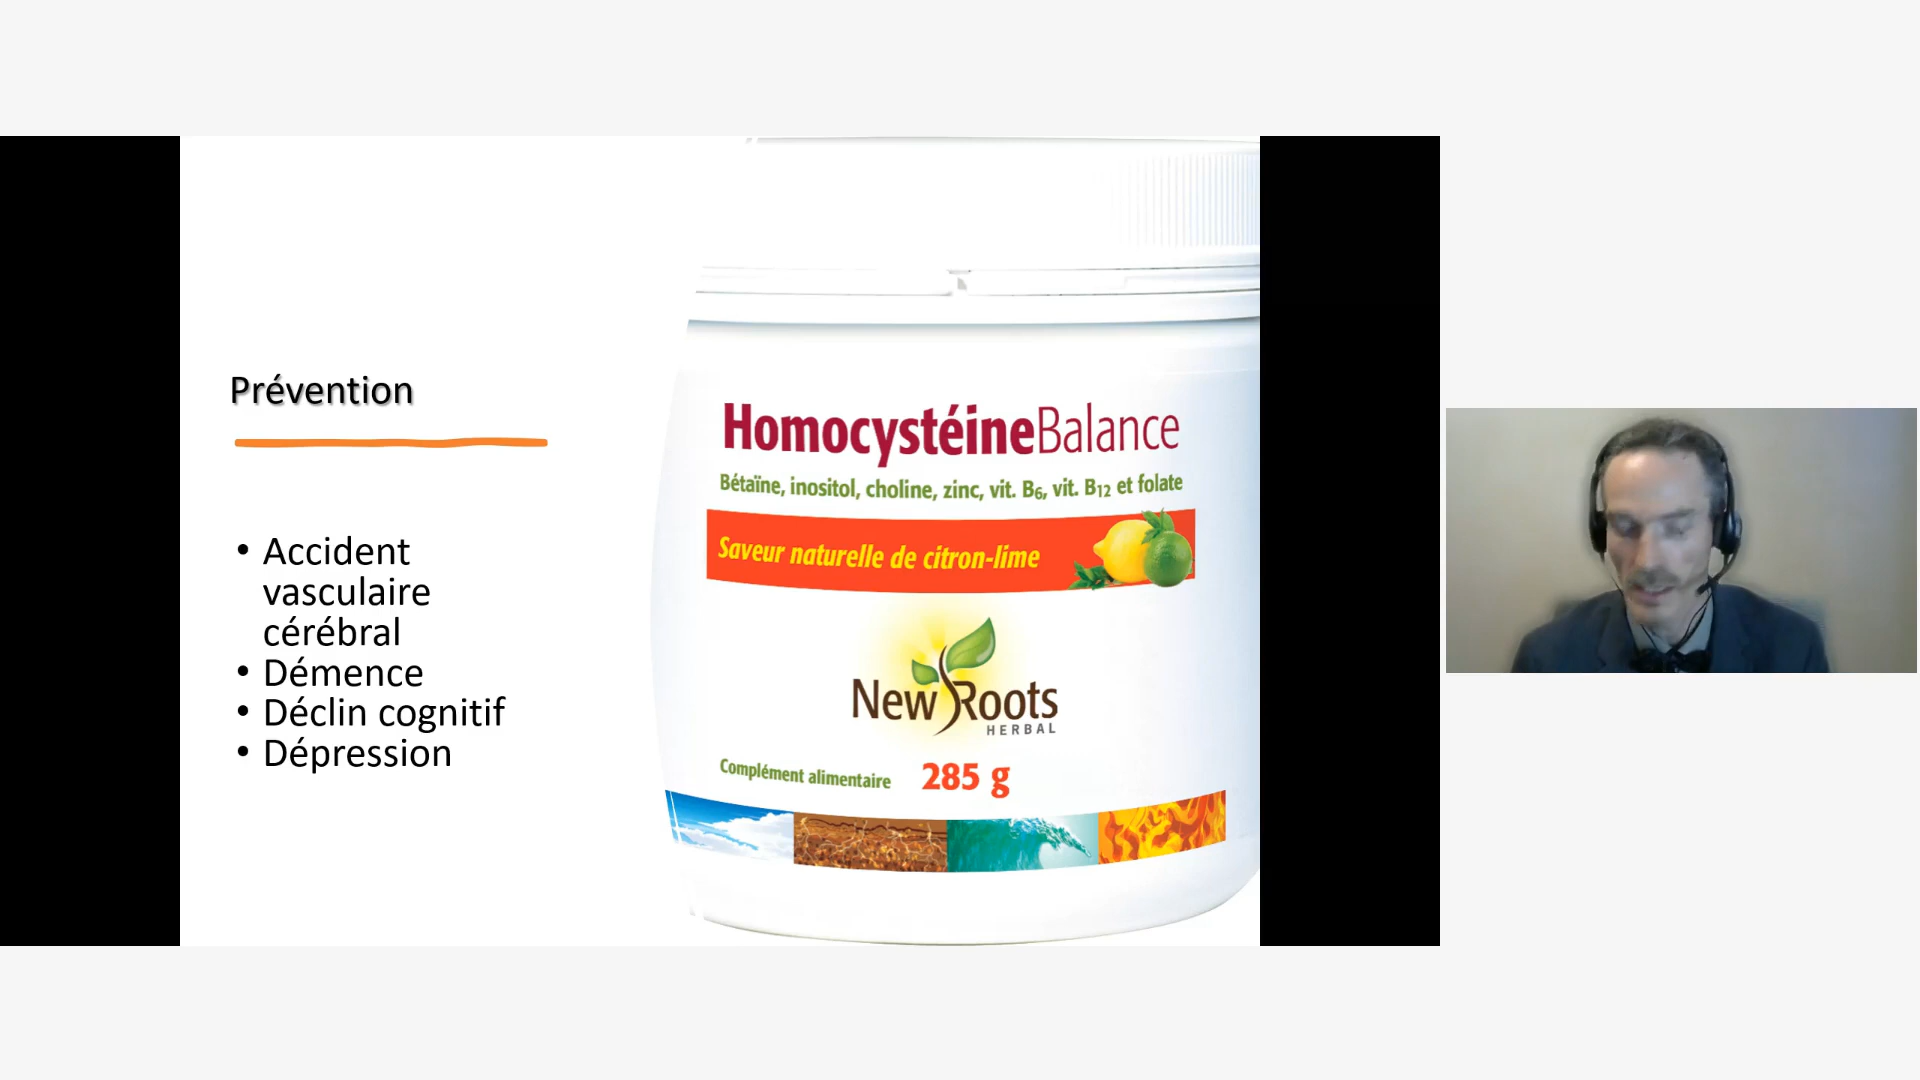 Prévention
• Accident
vasculaire
cérébral
• Démence
• Déclin cognitif
• Dépression
HomocystéineBalance
Bétaïne, inositol, choline, zinc, vit. B₆, vit. B₁₂ et folate
Saveur naturelle de citron-lime
New Roots
HERBAL
Complément alimentaire 285 g